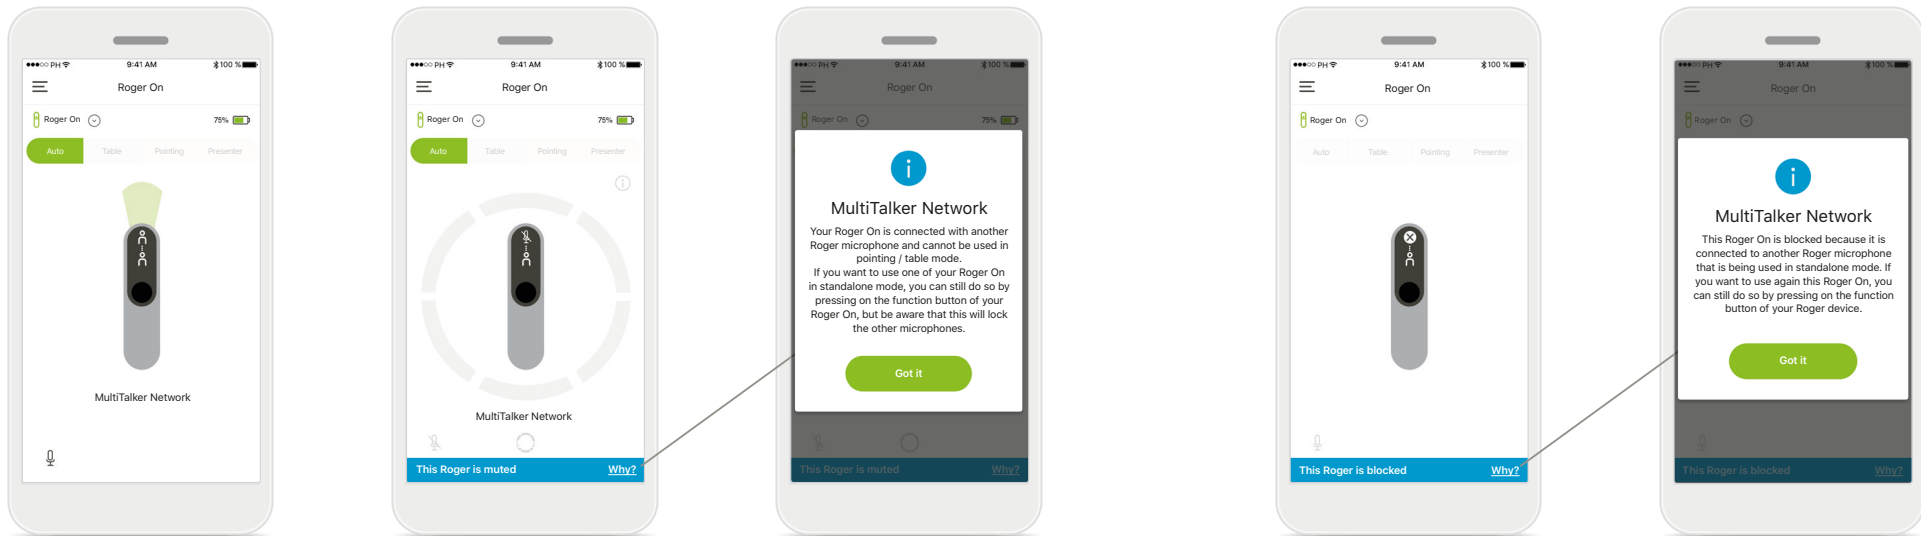 PH 9:41 AM 100 %
Roger On
Roger On 75%
Auto Table Pointing Presenter
MultiTalker Network
PH 9:41 AM 100 %
Roger On
Roger On 75%
Auto Table Pointing Presenter
MultiTalker Network
This Roger is muted Why?
PH 9:41 AM 100 %
Roger On
Roger On 75%
MultiTalker Network
Your Roger On is connected with another
Roger microphone and cannot be used in
pointing / table mode.
If you want to use one of your Roger On
in standalone mode, you can still do so by
pressing on the function button of your
Roger On, but be aware that this will lock
the other microphones.
Got it
This Roger is muted Why?
PH 9:41 AM 100 %
Roger On
Roger On
Auto Table Pointing Presenter
This Roger is blocked Why?
PH 9:41 AM 100 %
Roger On
Roger On
MultiTalker Network
This Roger On is blocked because it is
connected to another Roger microphone
that is being used in standalone mode. If
you want to use again this Roger On, you
can still do so by pressing on the function
button of your Roger device.
Got it
This Roger is blocked Why?